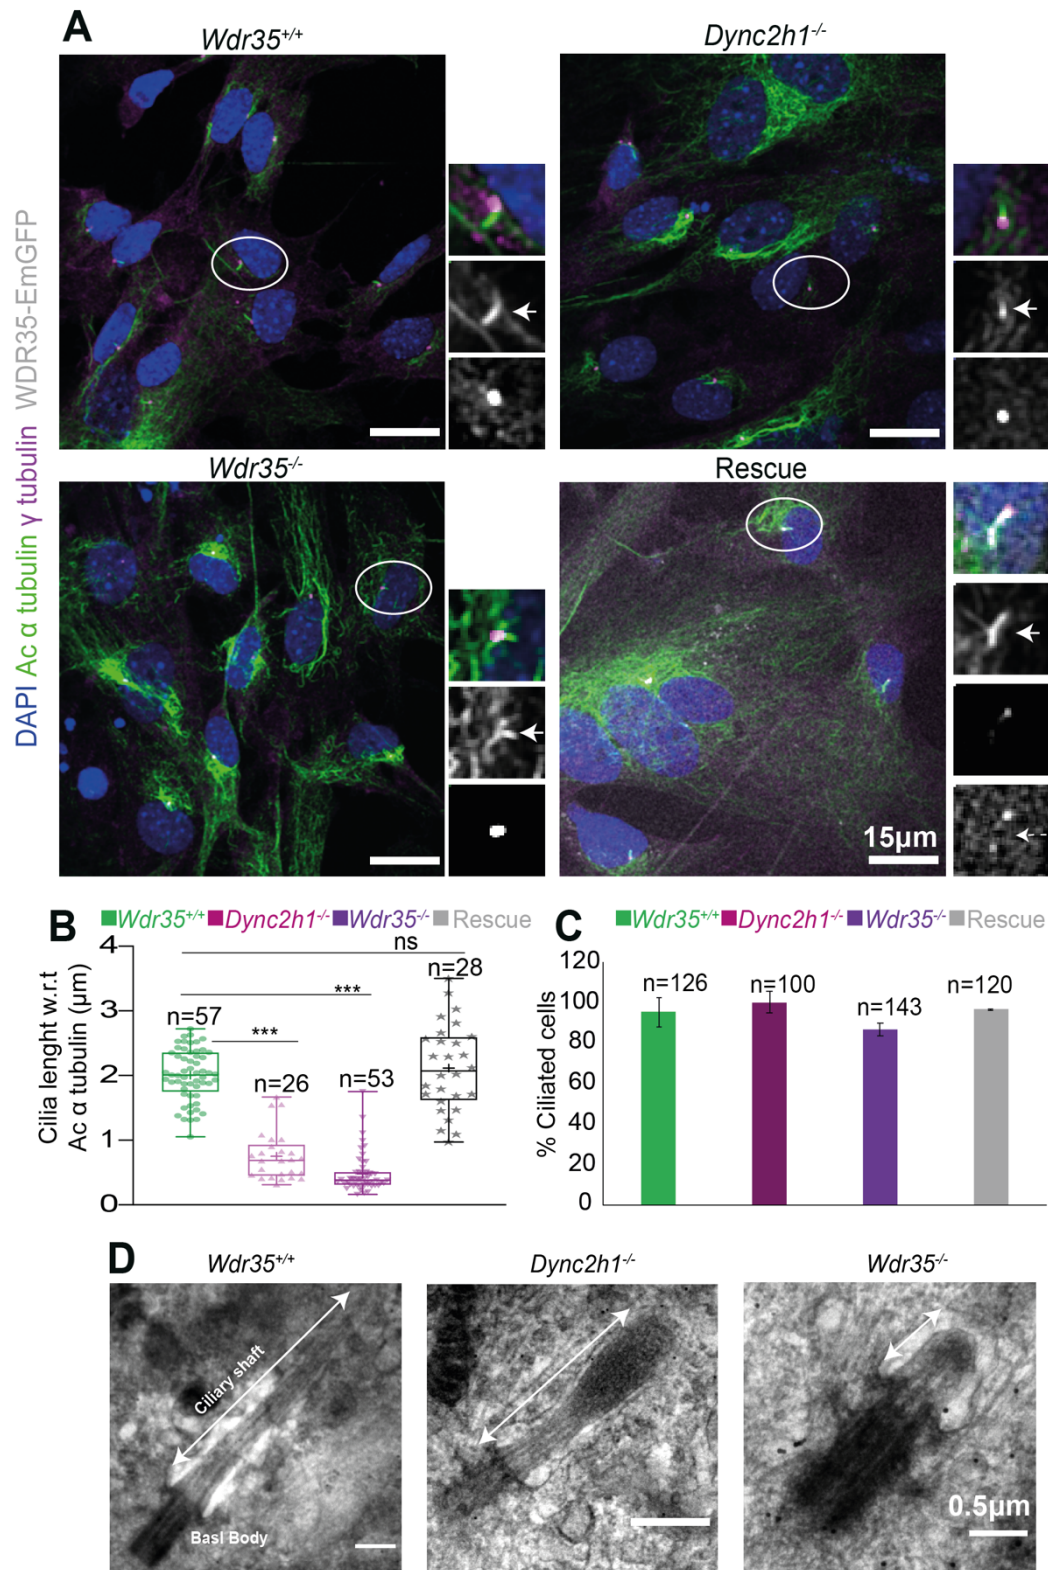 A
Wdr35+/+
Dync2h1-/-
DAPI Ac α tubulin γ tubulin WDR35-EmGFP
Wdr35-/-
Rescue
15µm
B
Wdr35+/+ Dync2h1-/- Wdr35-/- Rescue
Cilia lenght w.r.t
Ac α tubulin (µm)
4
3
2
1
0
ns
***
***
n=57
n=26
n=53
n=28
C
Wdr35+/+ Dync2h1-/- Wdr35-/- Rescue
% Ciliated cells
120
100
80
60
40
20
0
n=126
n=100
n=143
n=120
D
Wdr35+/+
Dync2h1-/-
Wdr35-/-
Ciliary shaft
Basl Body
0.5µm